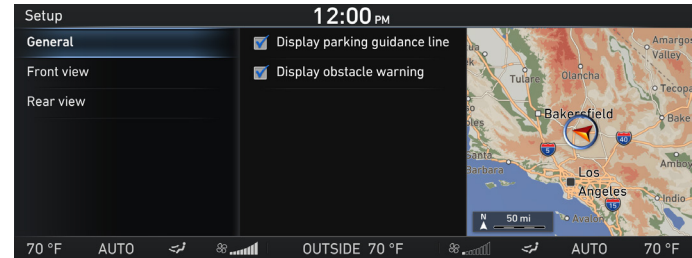 Setup
12:00 PM
General
Front view
Rear view
Display parking guidance line
Display obstacle warning
Amargos
Valley
Tulare
Olancha
Tecopa
Bakersfield
Bake
40
5
Santa
Barbara
Amboy
Los
Angeles
15
Indio
Avalon
N
50 mi
70 °F
AUTO
OUTSIDE 70 °F
AUTO
70 °F